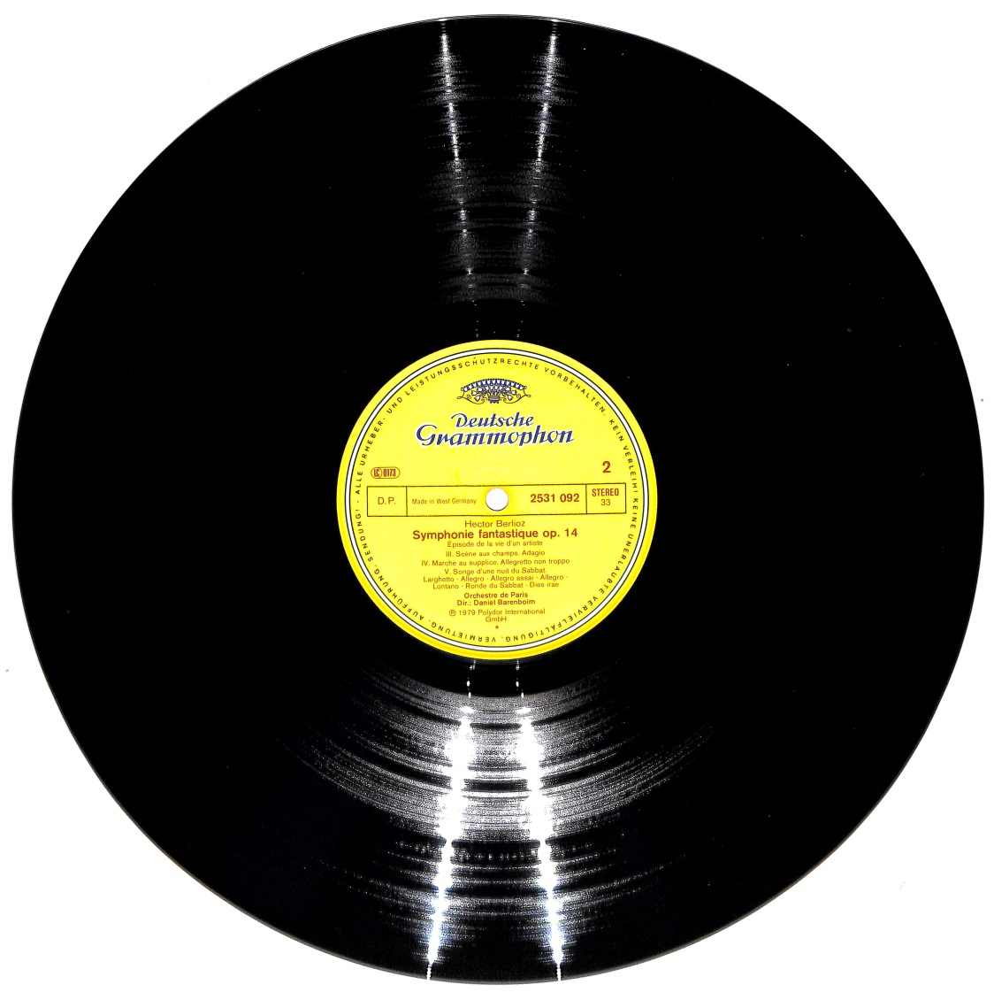 ALLE URHEBER- UND LEISTUNGSSCHUTZRECHTE VORBEHALTEN. KEIN VERLEIH! KEINE UNERLAUBTE VERVIELFÄLTIGUNG, VERMIETUNG, AUFFÜHRUNG, SENDUNG!
Deutsche
Grammophon
LC 0173
2
D.P.
Made in West Germany
2531 092
STEREO
33
Hector Berlioz
Symphonie fantastique op. 14
Episode de la vie d'un artiste
III. Scène aux champs. Adagio
IV. Marche au supplice. Allegretto non troppo
V. Songe d'une nuit du Sabbat.
Larghetto - Allegro - Allegro assai - Allegro -
Lontano - Ronde du Sabbat - Dies irae
Orchestre de Paris
Dir.: Daniel Barenboim
℗ 1979 Polydor International
GmbH
*